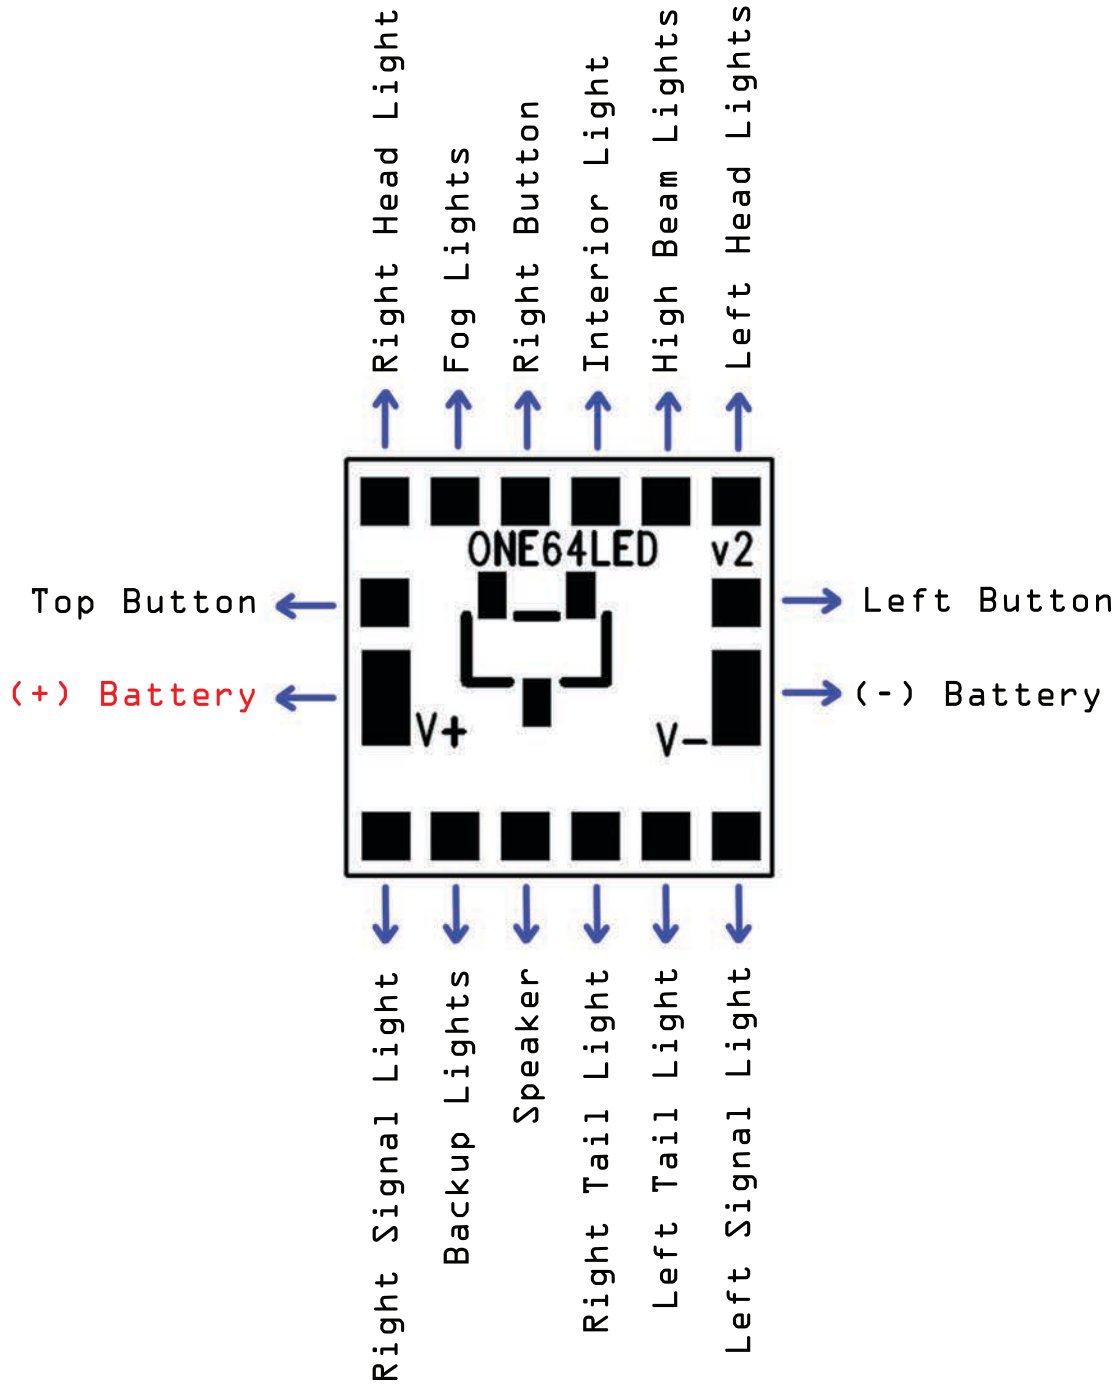 Right Head Light
Fog Lights
Right Button
Interior Light
High Beam Lights
Left Head Lights
ONE64LED
v2
Top Button
Left Button
(+) Battery
(-) Battery
V+
V-
Right Signal Light
Backup Lights
Speaker
Right Tail Light
Left Tail Light
Left Signal Light